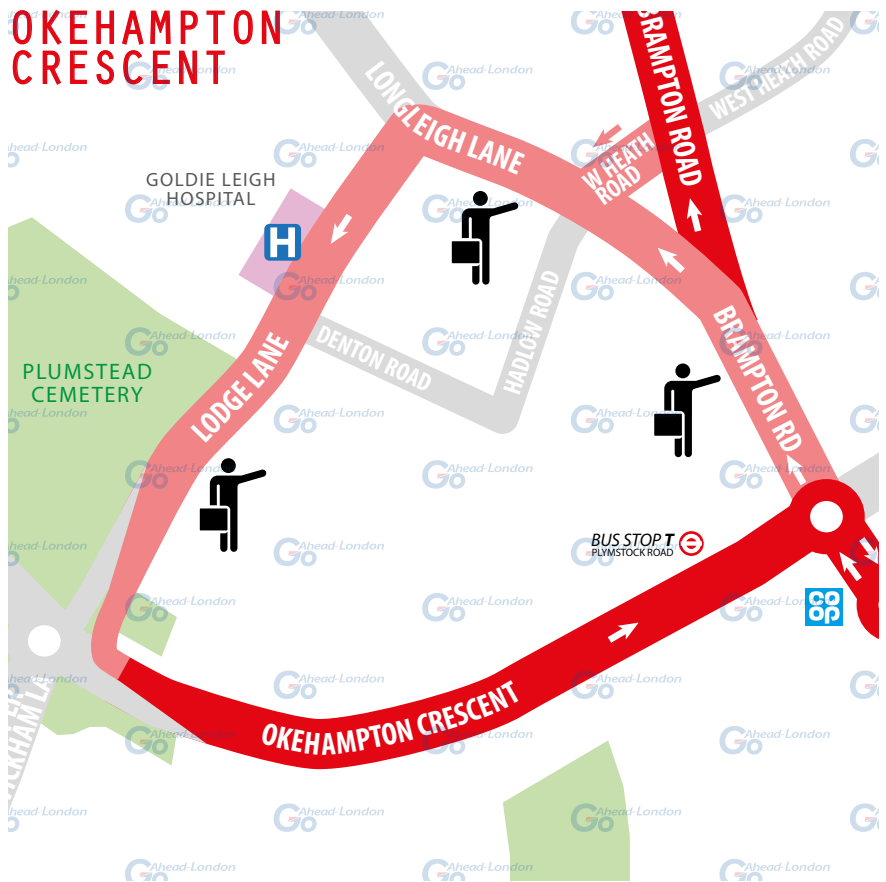 OKEHAMPTON
CRESCENT
BRAMPTON ROAD
WEST HEATH ROAD
LONGLEIGH LANE
W HEATH
ROAD
GOLDIE LEIGH
HOSPITAL
H
HADLOW ROAD
DENTON ROAD
LODGE LANE
BRAMPTON RD
PLUMSTEAD
CEMETERY
BUS STOP T
PLYMSTOCK ROAD
co
op
OKEHAMPTON CRESCENT
Go Ahead-London